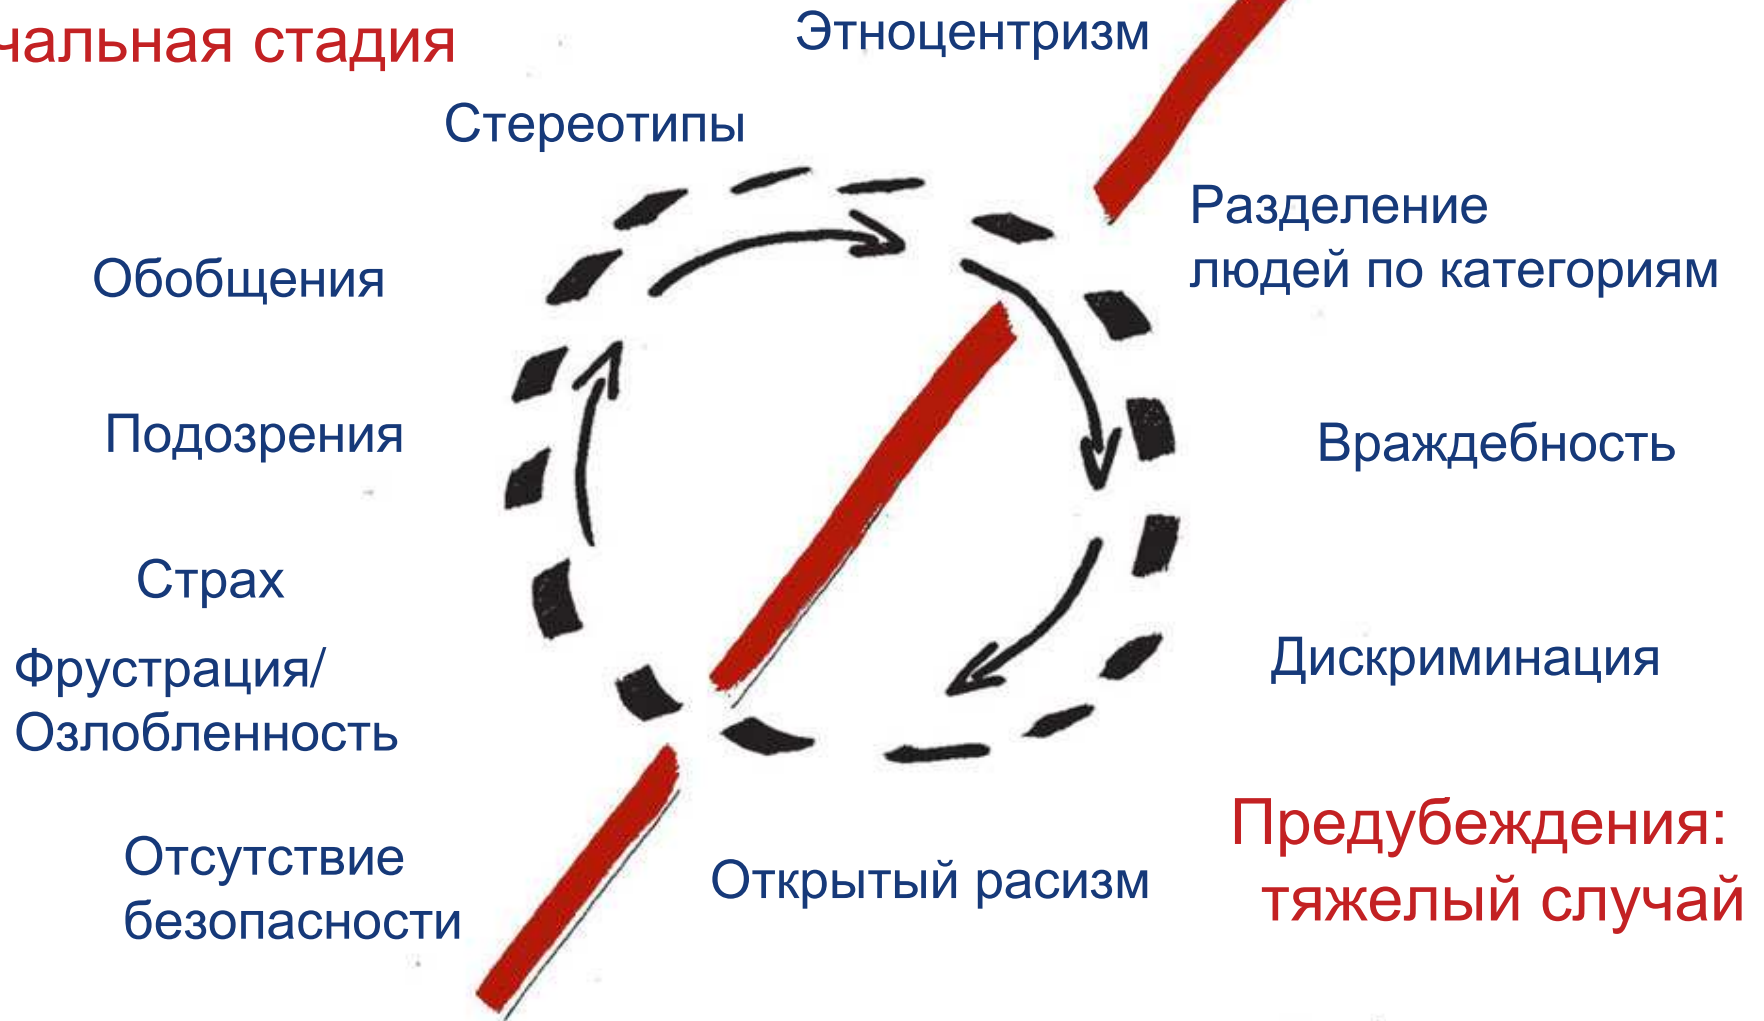 чальная стадия
Этноцентризм
Стереотипы
Разделение
людей по категориям
Обобщения
Подозрения
Враждебность
Страх
Фрустрация/
Озлобленность
Дискриминация
Отсутствие
безопасности
Открытый расизм
Предубеждения:
тяжелый случай